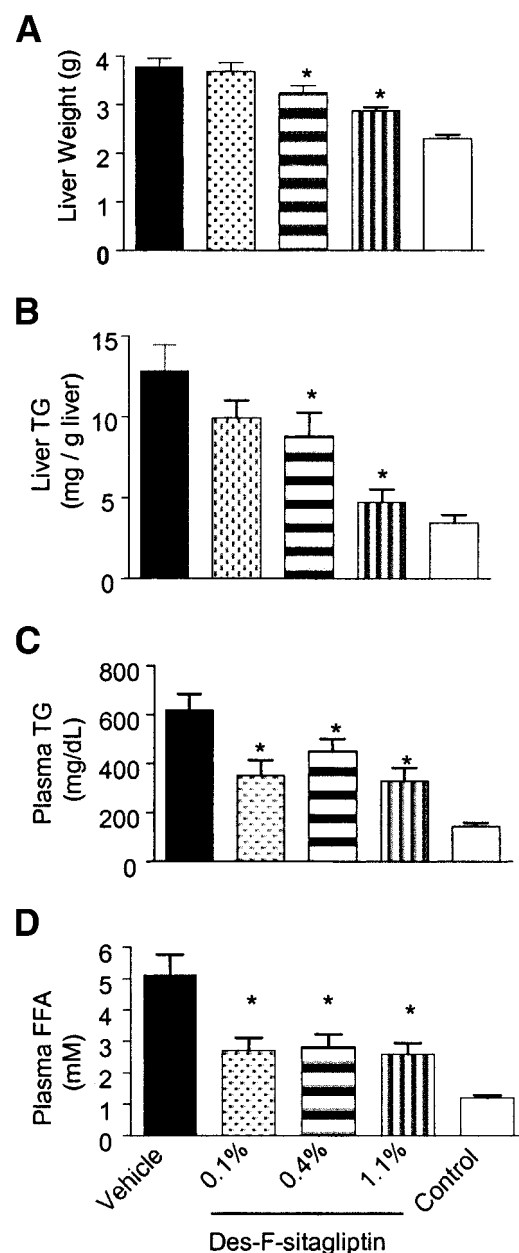 A
Liver Weight (g)
4
3
2
1
0
*
*
B
Liver TG
(mg / g liver)
15
10
5
0
*
*
C
Plasma TG
(mg/dL)
800
600
400
200
0
*
*
*
D
Plasma FFA
(mM)
6
5
4
3
2
1
0
*
*
*
Vehicle
0.1%
0.4%
1.1%
Control
Des-F-sitagliptin